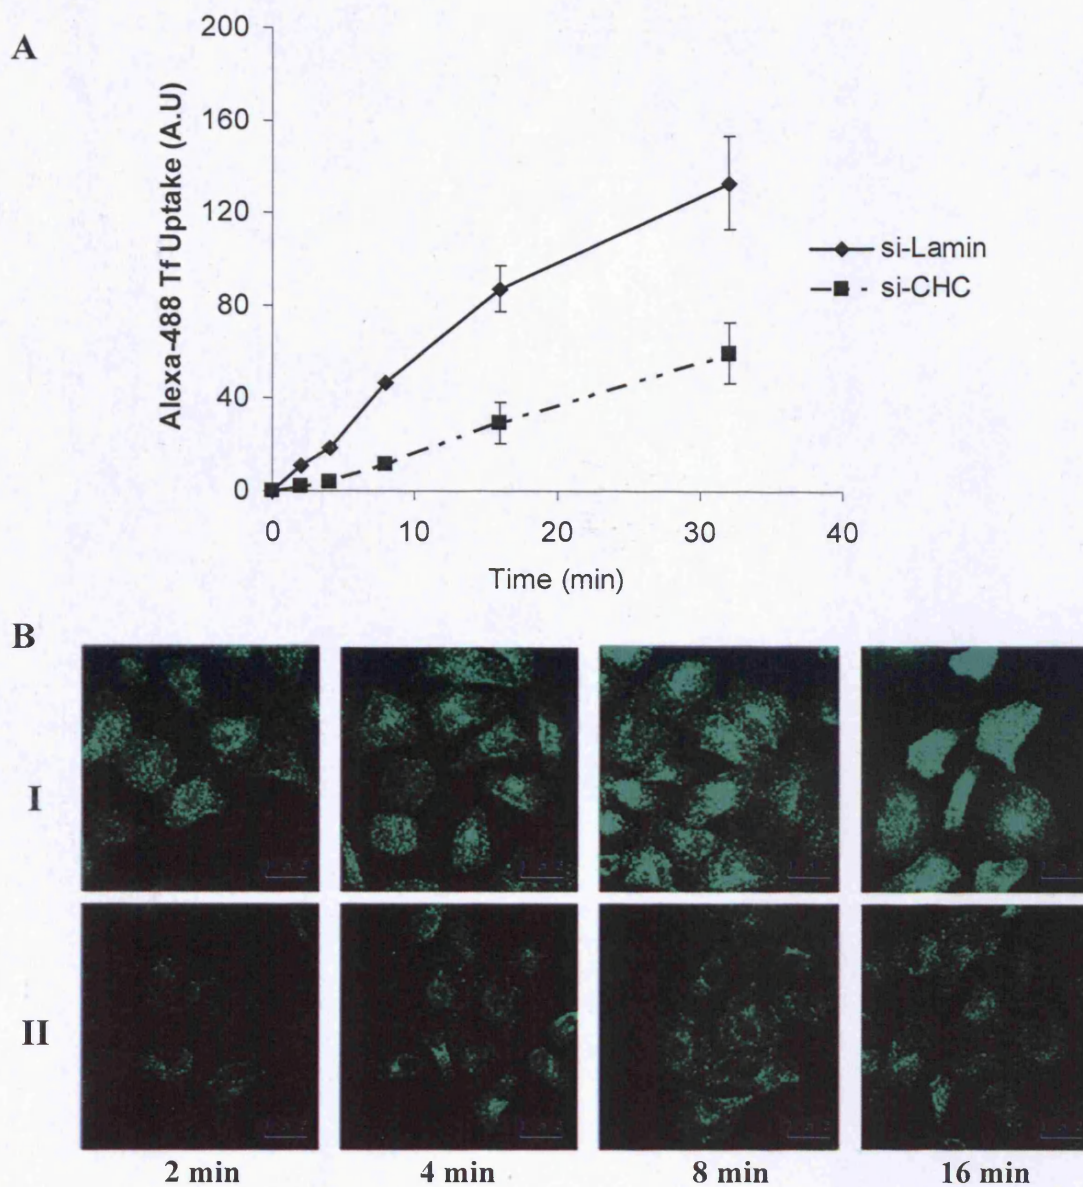 A
200
160
120
80
40
0
Alexa-488 Tf Uptake (A.U)
si-Lamin
si-CHC
0 10 20 30 40
Time (min)
B
I
II
2 min 4 min 8 min 16 min